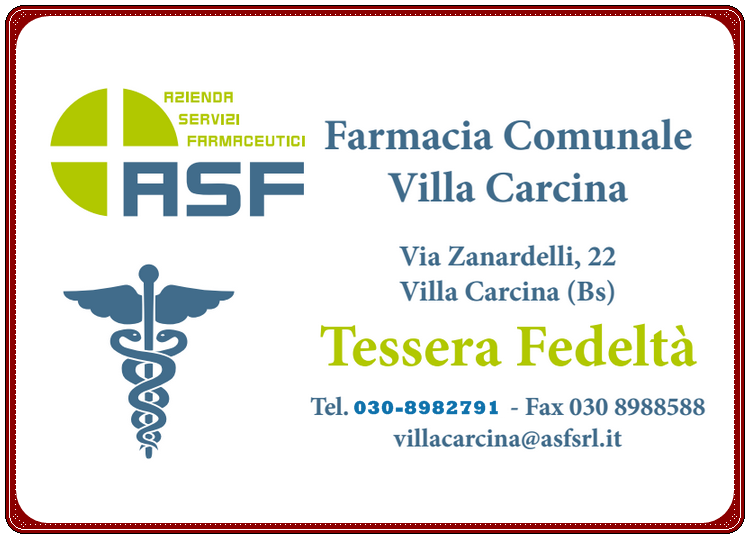 AZIENDA
SERVIZI
FARMACEUTICI
ASF
Farmacia Comunale
Villa Carcina
Via Zanardelli, 22
Villa Carcina (Bs)
Tessera Fedeltà
Tel. 030-8982791 - Fax 030 8988588
villacarcina@asfsrl.it